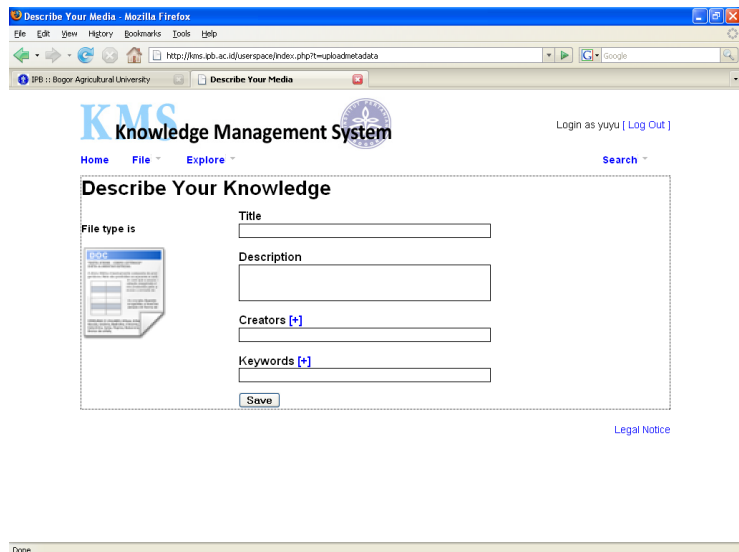 Describe Your Media - Mozilla Firefox
File Edit View History Bookmarks Tools Help
http://kms.ipb.ac.id/userspace/index.php?t=uploadmetadata Google
IPB :: Bogor Agricultural University Describe Your Media
KMS
Knowledge Management System
Login as yuyu [ Log Out ]
Home File Explore Search
Describe Your Knowledge
File type is
DOC
Title
Description
Creators [+]
Keywords [+]
Save
Legal Notice
Done